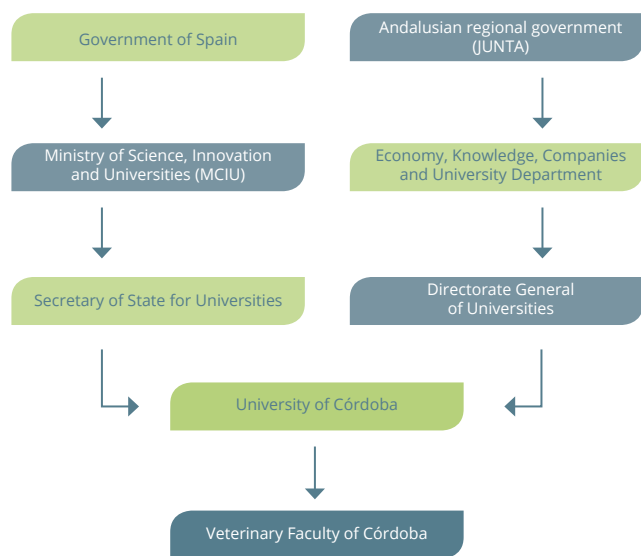 Government of Spain
Andalusian regional government
(JUNTA)
Ministry of Science, Innovation
and Universities (MCIU)
Economy, Knowledge, Companies
and University Department
Secretary of State for Universities
Directorate General
of Universities
University of Córdoba
Veterinary Faculty of Córdoba